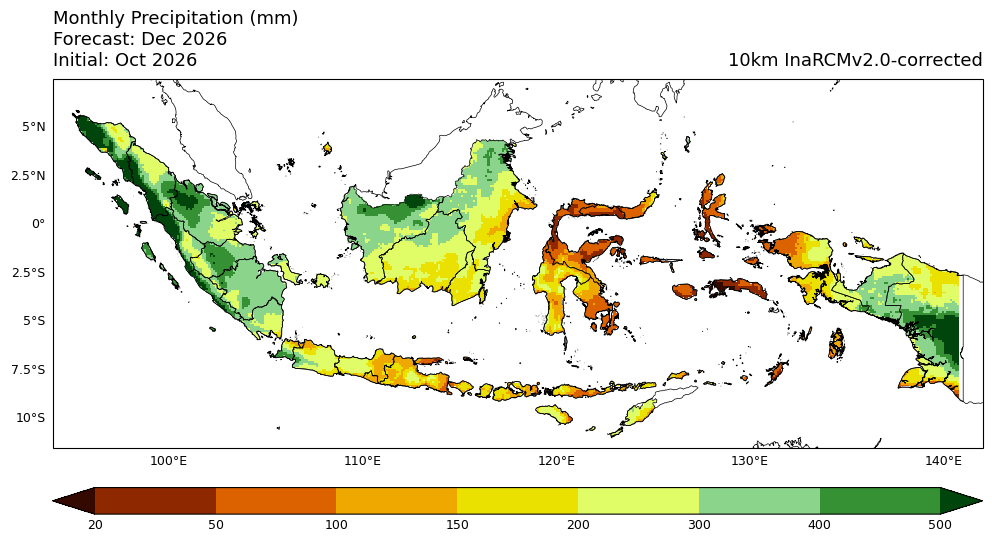 Monthly Precipitation (mm)
Forecast: Dec 2026
Initial: Oct 2026
10km InaRCMv2.0-corrected
5°N
2.5°N
0°
2.5°S
5°S
7.5°S
10°S
100°E 110°E 120°E 130°E 140°E
20 50 100 150 200 300 400 500